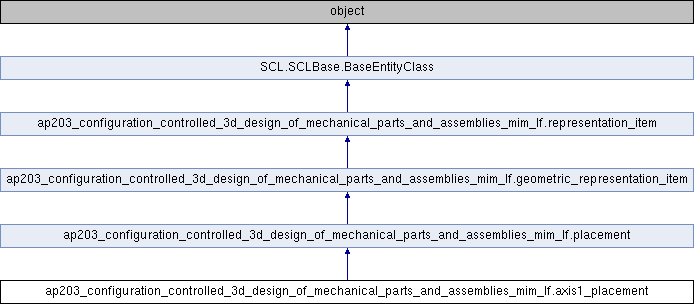 object
SCL.SCLBase.BaseEntityClass
ap203_configuration_controlled_3d_design_of_mechanical_parts_and_assemblies_mim_lf.representation_item
ap203_configuration_controlled_3d_design_of_mechanical_parts_and_assemblies_mim_lf.geometric_representation_item
ap203_configuration_controlled_3d_design_of_mechanical_parts_and_assemblies_mim_lf.placement
ap203_configuration_controlled_3d_design_of_mechanical_parts_and_assemblies_mim_lf.axis1_placement